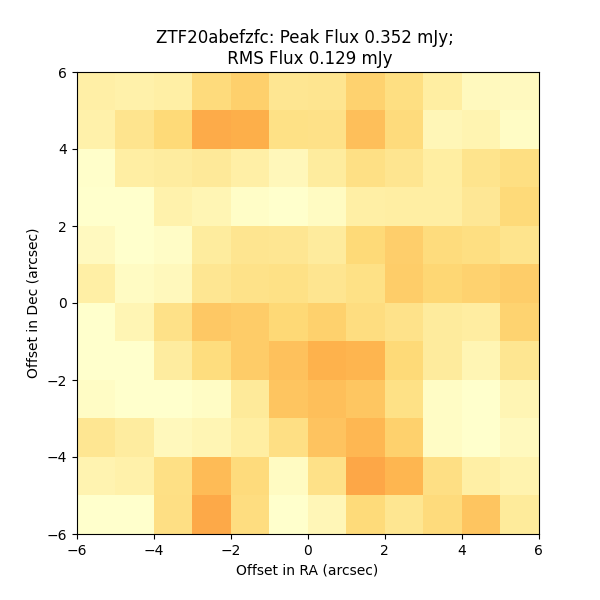 ZTF20abefzfc: Peak Flux 0.352 mJy;
RMS Flux 0.129 mJy
6
4
2
0
−2
−4
−6
Offset in Dec (arcsec)
−6 −4 −2 0 2 4 6
Offset in RA (arcsec)